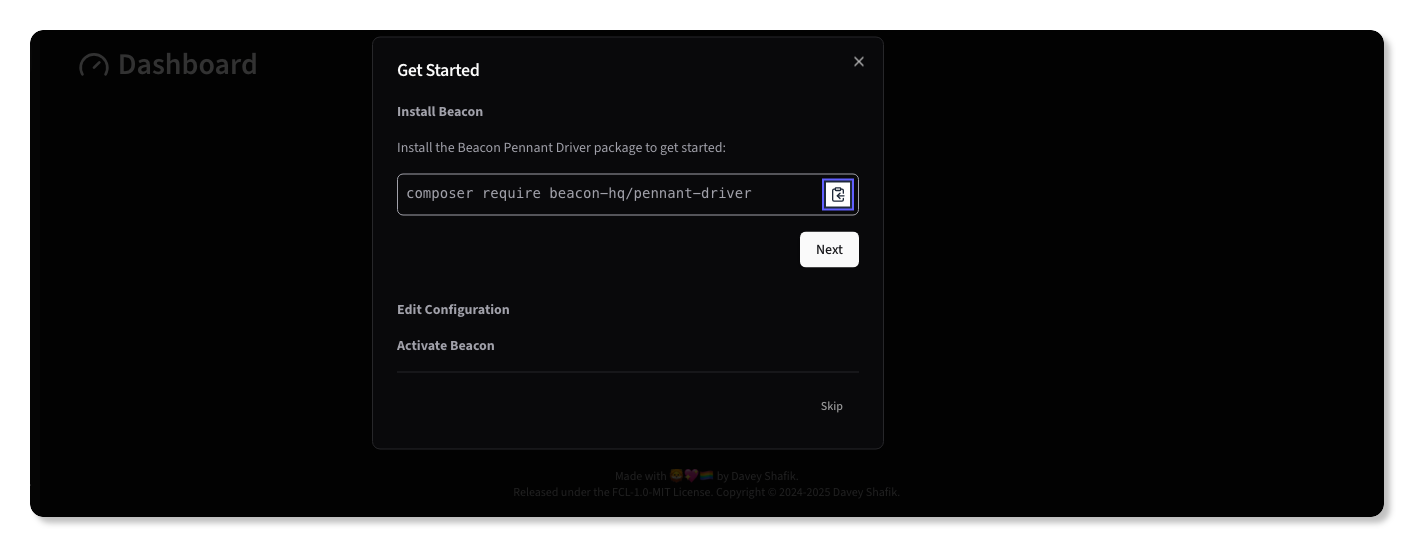 Dashboard
Get Started
Install Beacon
Install the Beacon Pennant Driver package to get started:
composer require beacon-hq/pennant-driver
Next
Edit Configuration
Activate Beacon
Skip
Made with ✊💖🏳️‍🌈 by Davey Shafik.
Released under the FCL-1.0-MIT License. Copyright © 2024-2025 Davey Shafik.